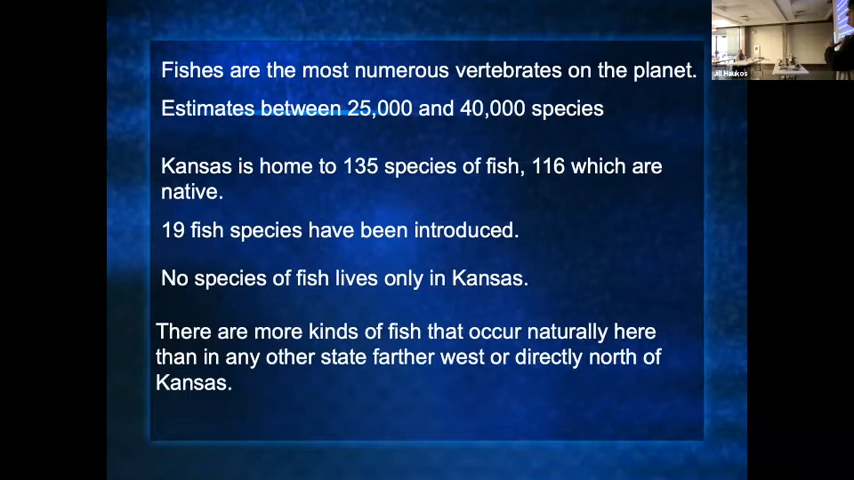 Fishes are the most numerous vertebrates on the planet.
Estimates between 25,000 and 40,000 species
Kansas is home to 135 species of fish, 116 which are
native.
19 fish species have been introduced.
No species of fish lives only in Kansas.
There are more kinds of fish that occur naturally here
than in any other state farther west or directly north of
Kansas.
Jill Haukos